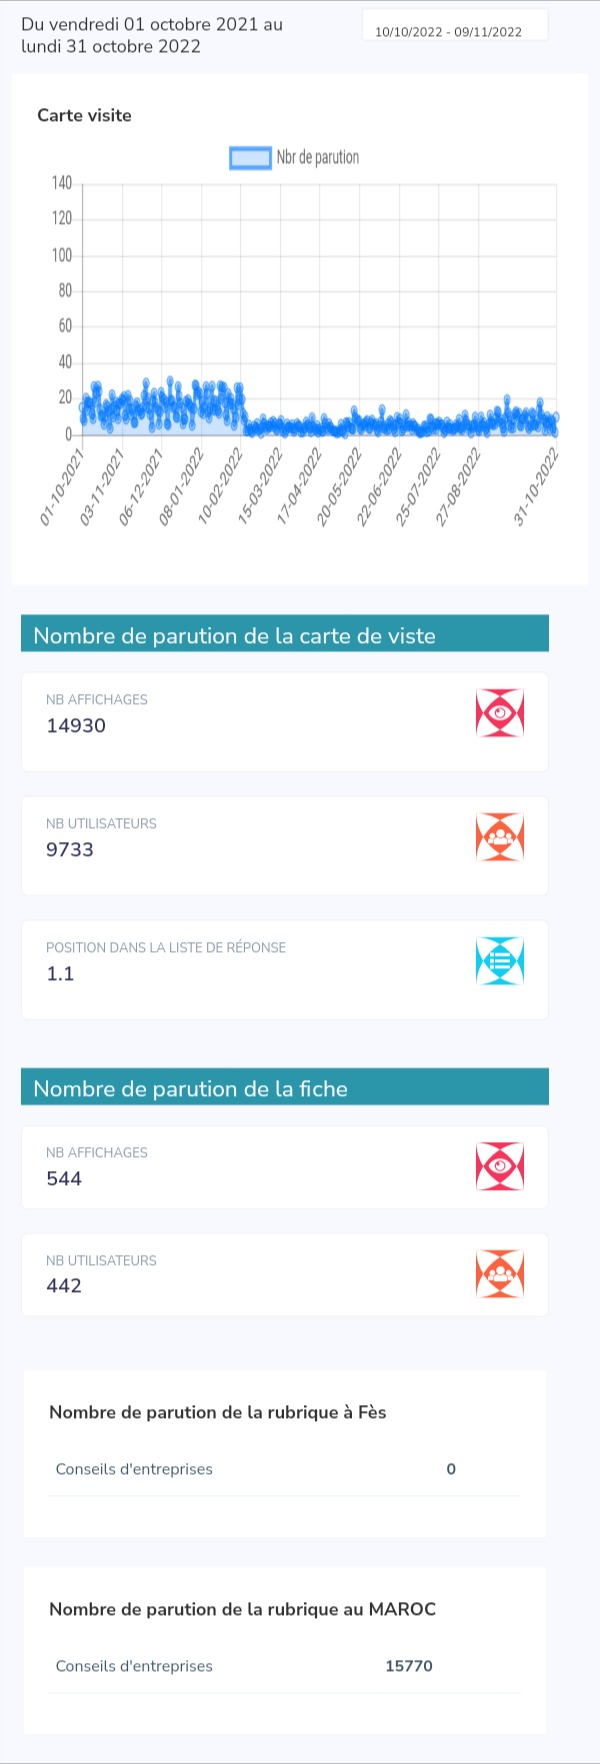 Du vendredi 01 octobre 2021 au
lundi 31 octobre 2022
10/10/2022 - 09/11/2022
Carte visite
Nbr de parution
140
120
100
80
60
40
20
0
01-10-2021
03-11-2021
06-12-2021
08-01-2022
10-02-2022
15-03-2022
17-04-2022
20-05-2022
22-06-2022
25-07-2022
27-08-2022
31-10-2022
Nombre de parution de la carte de viste
NB AFFICHAGES
14930
NB UTILISATEURS
9733
POSITION DANS LA LISTE DE RÉPONSE
1.1
Nombre de parution de la fiche
NB AFFICHAGES
544
NB UTILISATEURS
442
Nombre de parution de la rubrique à Fès
Conseils d'entreprises 0
Nombre de parution de la rubrique au MAROC
Conseils d'entreprises 15770